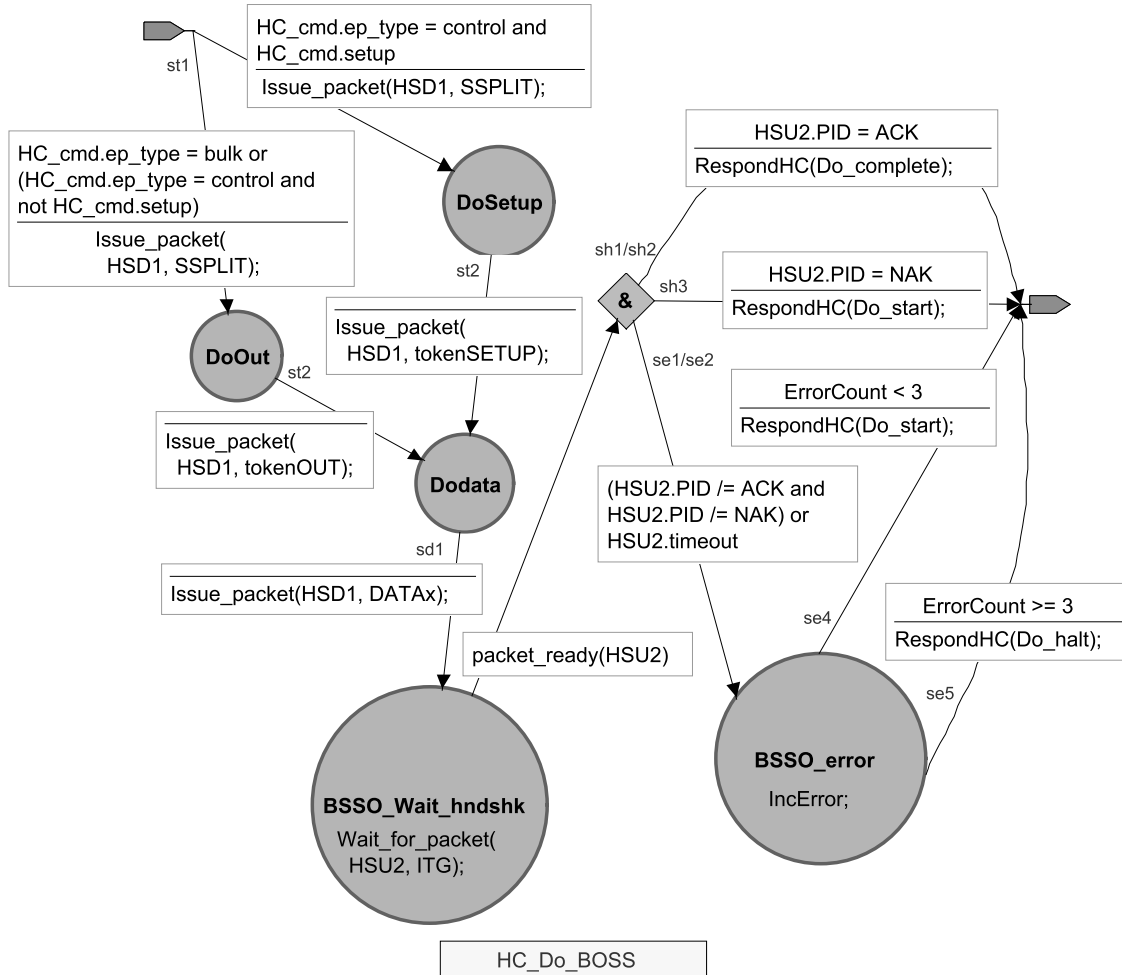 HC_cmd.ep_type = control and
HC_cmd.setup
Issue_packet(HSD1, SSPLIT);
st1
HC_cmd.ep_type = bulk or
(HC_cmd.ep_type = control and
not HC_cmd.setup)
Issue_packet(
HSD1, SSPLIT);
DoSetup
st2
HSU2.PID = ACK
RespondHC(Do_complete);
sh1/sh2
&
sh3
HSU2.PID = NAK
RespondHC(Do_start);
Issue_packet(
HSD1, tokenSETUP);
DoOut
st2
se1/se2
ErrorCount < 3
RespondHC(Do_start);
Issue_packet(
HSD1, tokenOUT);
Dodata
sd1
(HSU2.PID /= ACK and
HSU2.PID /= NAK) or
HSU2.timeout
Issue_packet(HSD1, DATAx);
packet_ready(HSU2)
se4
ErrorCount >= 3
RespondHC(Do_halt);
se5
BSSO_Wait_hndshk
Wait_for_packet(
HSU2, ITG);
BSSO_error
IncError;
HC_Do_BOSS